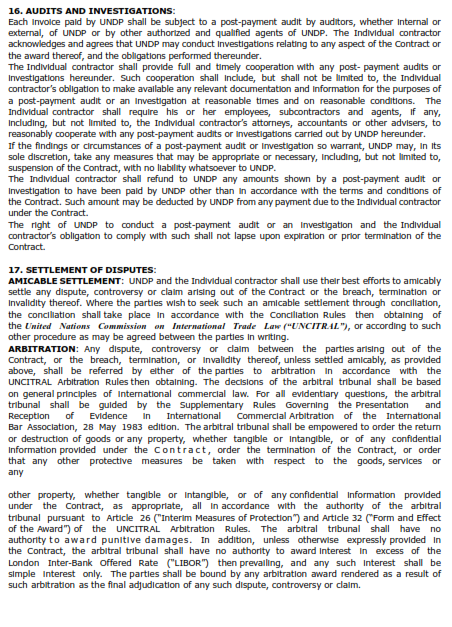 16. AUDITS AND INVESTIGATIONS:
Each invoice paid by UNDP shall be subject to a post-payment audit by auditors, whether internal or
external, of UNDP or by other authorized and qualified agents of UNDP. The Individual contractor
acknowledges and agrees that UNDP may conduct investigations relating to any aspect of the Contract or
the award thereof, and the obligations performed thereunder.
The Individual contractor shall provide full and timely cooperation with any post- payment audits or
investigations hereunder. Such cooperation shall include, but shall not be limited to, the Individual
contractor's obligation to make available any relevant documentation and information for the purposes of
a post-payment audit or an investigation at reasonable times and on reasonable conditions. The
Individual contractor shall require his or her employees, subcontractors and agents, if any,
including, but not limited to, the Individual contractor's attorneys, accountants or other advisers, to
reasonably cooperate with any post-payment audits or investigations carried out by UNDP hereunder.
If the findings or circumstances of a post-payment audit or investigation so warrant, UNDP may, in its
sole discretion, take any measures that may be appropriate or necessary, including, but not limited to,
suspension of the Contract, with no liability whatsoever to UNDP.
The Individual contractor shall refund to UNDP any amounts shown by a post-payment audit or
investigation to have been paid by UNDP other than in accordance with the terms and conditions of
the Contract. Such amount may be deducted by UNDP from any payment due to the Individual contractor
under the Contract.
The right of UNDP to conduct a post-payment audit or an investigation and the Individual
contractor's obligation to comply with such shall not lapse upon expiration or prior termination of the
Contract.
17. SETTLEMENT OF DISPUTES:
AMICABLE SETTLEMENT: UNDP and the Individual contractor shall use their best efforts to amicably
settle any dispute, controversy or claim arising out of the Contract or the breach, termination or
invalidity thereof. Where the parties wish to seek such an amicable settlement through conciliation,
the conciliation shall take place in accordance with the Conciliation Rules then obtaining of
the United Nations Commission on International Trade Law ("UNCITRAL"), or according to such
other procedure as may be agreed between the parties in writing.
ARBITRATION: Any dispute, controversy or claim between the parties arising out of the
Contract, or the breach, termination, or invalidity thereof, unless settled amicably, as provided
above, shall be referred by either of the parties to arbitration in accordance with the
UNCITRAL Arbitration Rules then obtaining. The decisions of the arbitral tribunal shall be based
on general principles of international commercial law. For all evidentiary questions, the arbitral
tribunal shall be guided by the Supplementary Rules Governing the Presentation and
Reception of Evidence in International Commercial Arbitration of the International
Bar Association, 28 May 1983 edition. The arbitral tribunal shall be empowered to order the return
or destruction of goods or any property, whether tangible or intangible, or of any confidential
information provided under the Contract, order the termination of the Contract, or order
that any other protective measures be taken with respect to the goods, services or
any
other property, whether tangible or intangible, or of any confidential information provided
under the Contract, as appropriate, all in accordance with the authority of the arbitral
tribunal pursuant to Article 26 ("Interim Measures of Protection") and Article 32 ("Form and Effect
of the Award") of the UNCITRAL Arbitration Rules. The arbitral tribunal shall have no
authority to award punitive damages. In addition, unless otherwise expressly provided in
the Contract, the arbitral tribunal shall have no authority to award interest in excess of the
London Inter-Bank Offered Rate ("LIBOR") then prevailing, and any such interest shall be
simple interest only. The parties shall be bound by any arbitration award rendered as a result of
such arbitration as the final adjudication of any such dispute, controversy or claim.